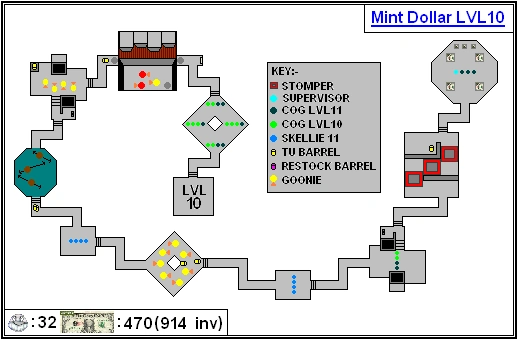 Mint Dollar LVL10
KEY:-
STOMPER
SUPERVISOR
COG LVL11
COG LVL10
SKELLIE 11
TU BARREL
RESTOCK BARREL
GOONIE
LVL
10
:32
:470(914 inv)